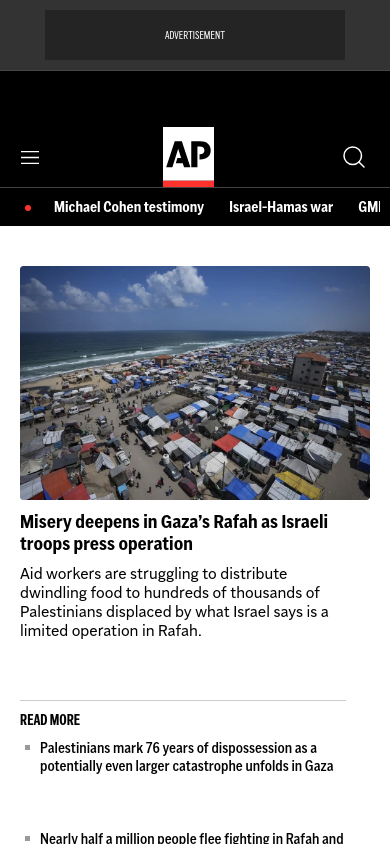 ADVERTISEMENT
AP
Michael Cohen testimony Israel-Hamas war GM
Misery deepens in Gaza’s Rafah as Israeli
troops press operation
Aid workers are struggling to distribute
dwindling food to hundreds of thousands of
Palestinians displaced by what Israel says is a
limited operation in Rafah.
READ MORE
Palestinians mark 76 years of dispossession as a
potentially even larger catastrophe unfolds in Gaza
Nearly half a million people flee fighting in Rafah and